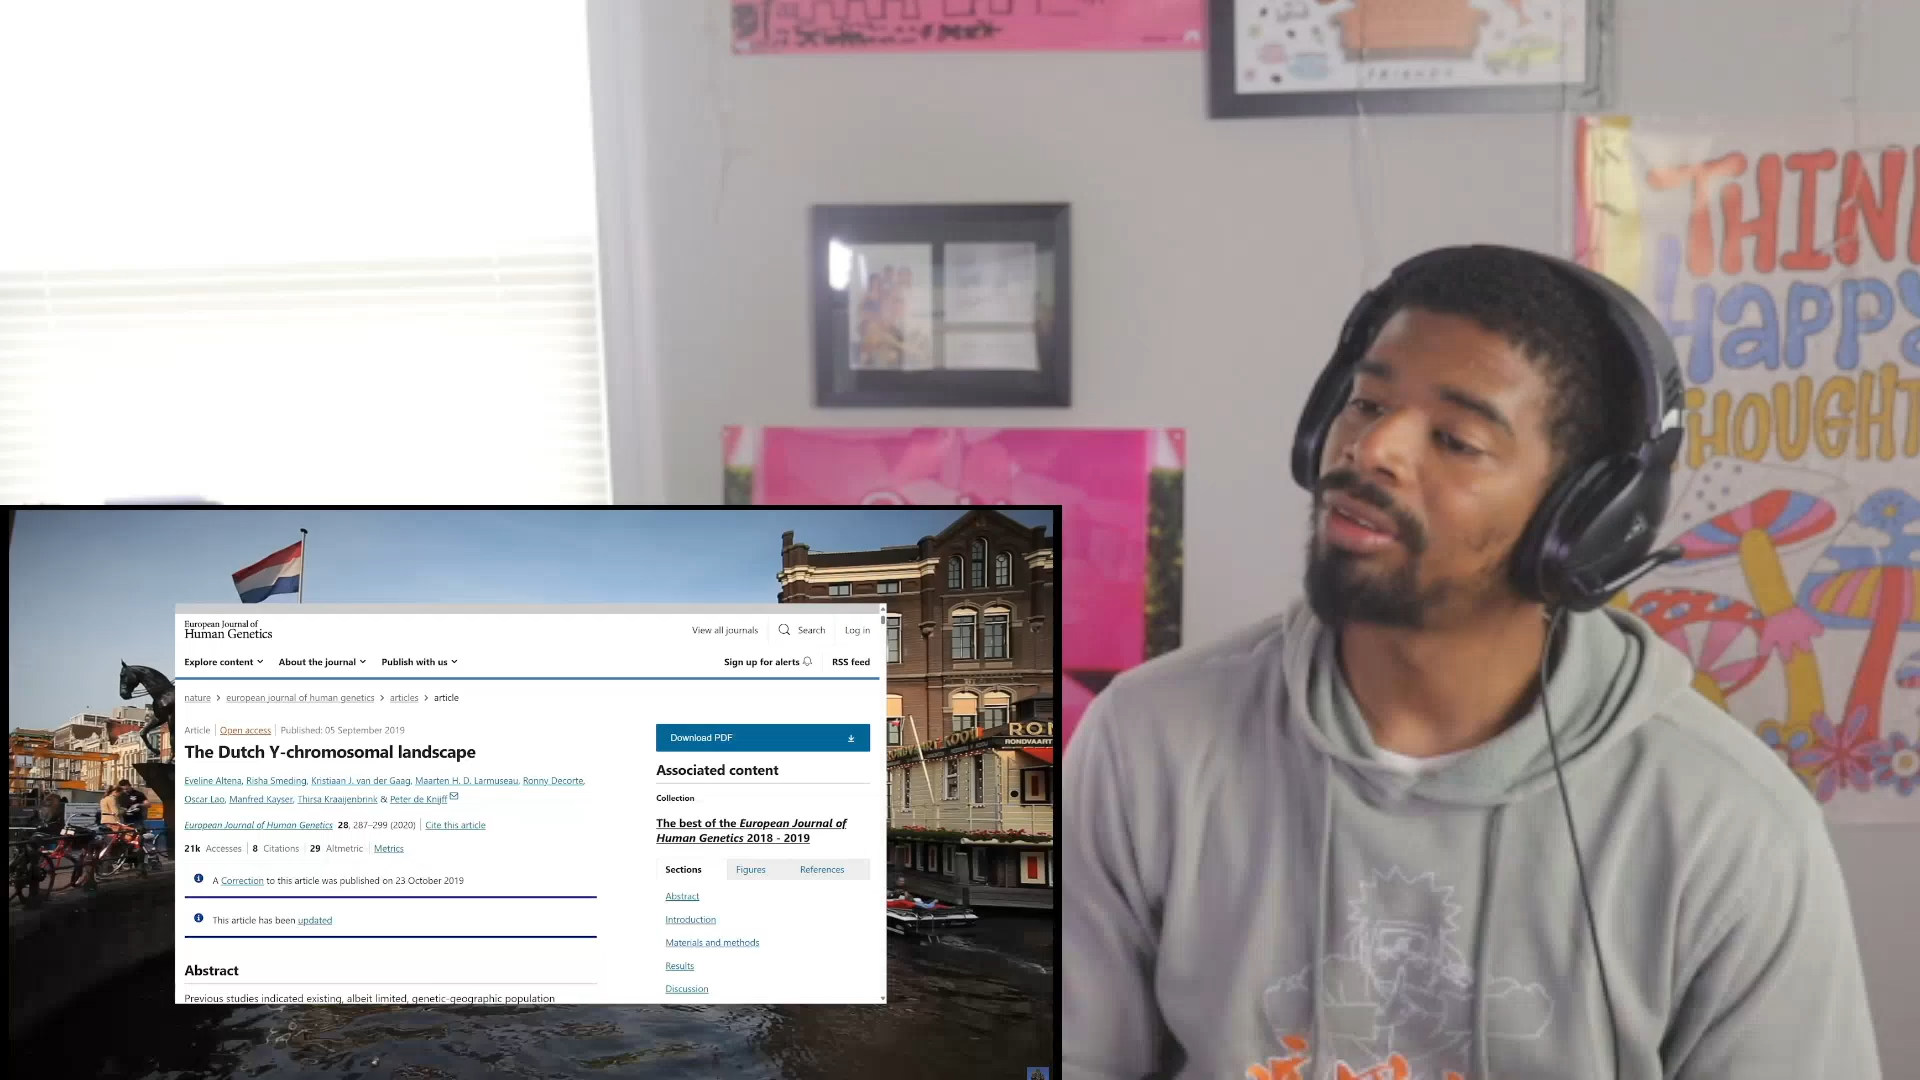 FRIENDS
THINK
HAPPY
THOUGHT
European Journal of
Human Genetics
View all journals
Search
Log in
Explore content
About the journal
Publish with us
Sign up for alerts
RSS feed
nature > european journal of human genetics > articles > article
Article | Open access | Published: 05 September 2019
The Dutch Y-chromosomal landscape
Eveline Altena, Risha Smeding, Kristiaan J. van der Gaag, Maarten H. D. Larmuseau, Ronny Decorte,
Oscar Lao, Manfred Kayser, Thirsa Kraaijenbrink & Peter de Knijff
European Journal of Human Genetics 28, 287–299 (2020) | Cite this article
21k Accesses | 8 Citations | 29 Altmetric | Metrics
A Correction to this article was published on 23 October 2019
This article has been updated
Abstract
Previous studies indicated existing, albeit limited, genetic-geographic population
Download PDF
Associated content
Collection
The best of the European Journal of
Human Genetics 2018 - 2019
Sections
Figures
References
Abstract
Introduction
Materials and methods
Results
Discussion
RON
RONDVAART